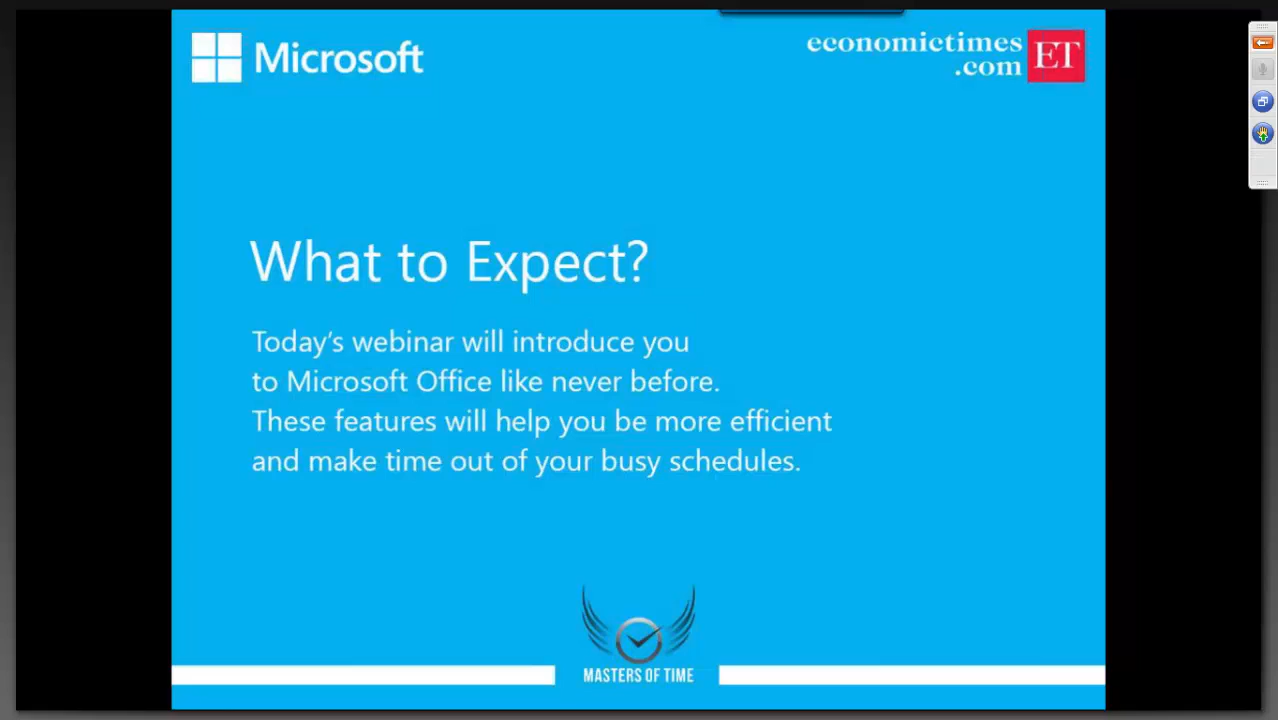 Microsoft
economictimes
.com
ET
What to Expect?
Today's webinar will introduce you
to Microsoft Office like never before.
These features will help you be more efficient
and make time out of your busy schedules.
MASTERS OF TIME